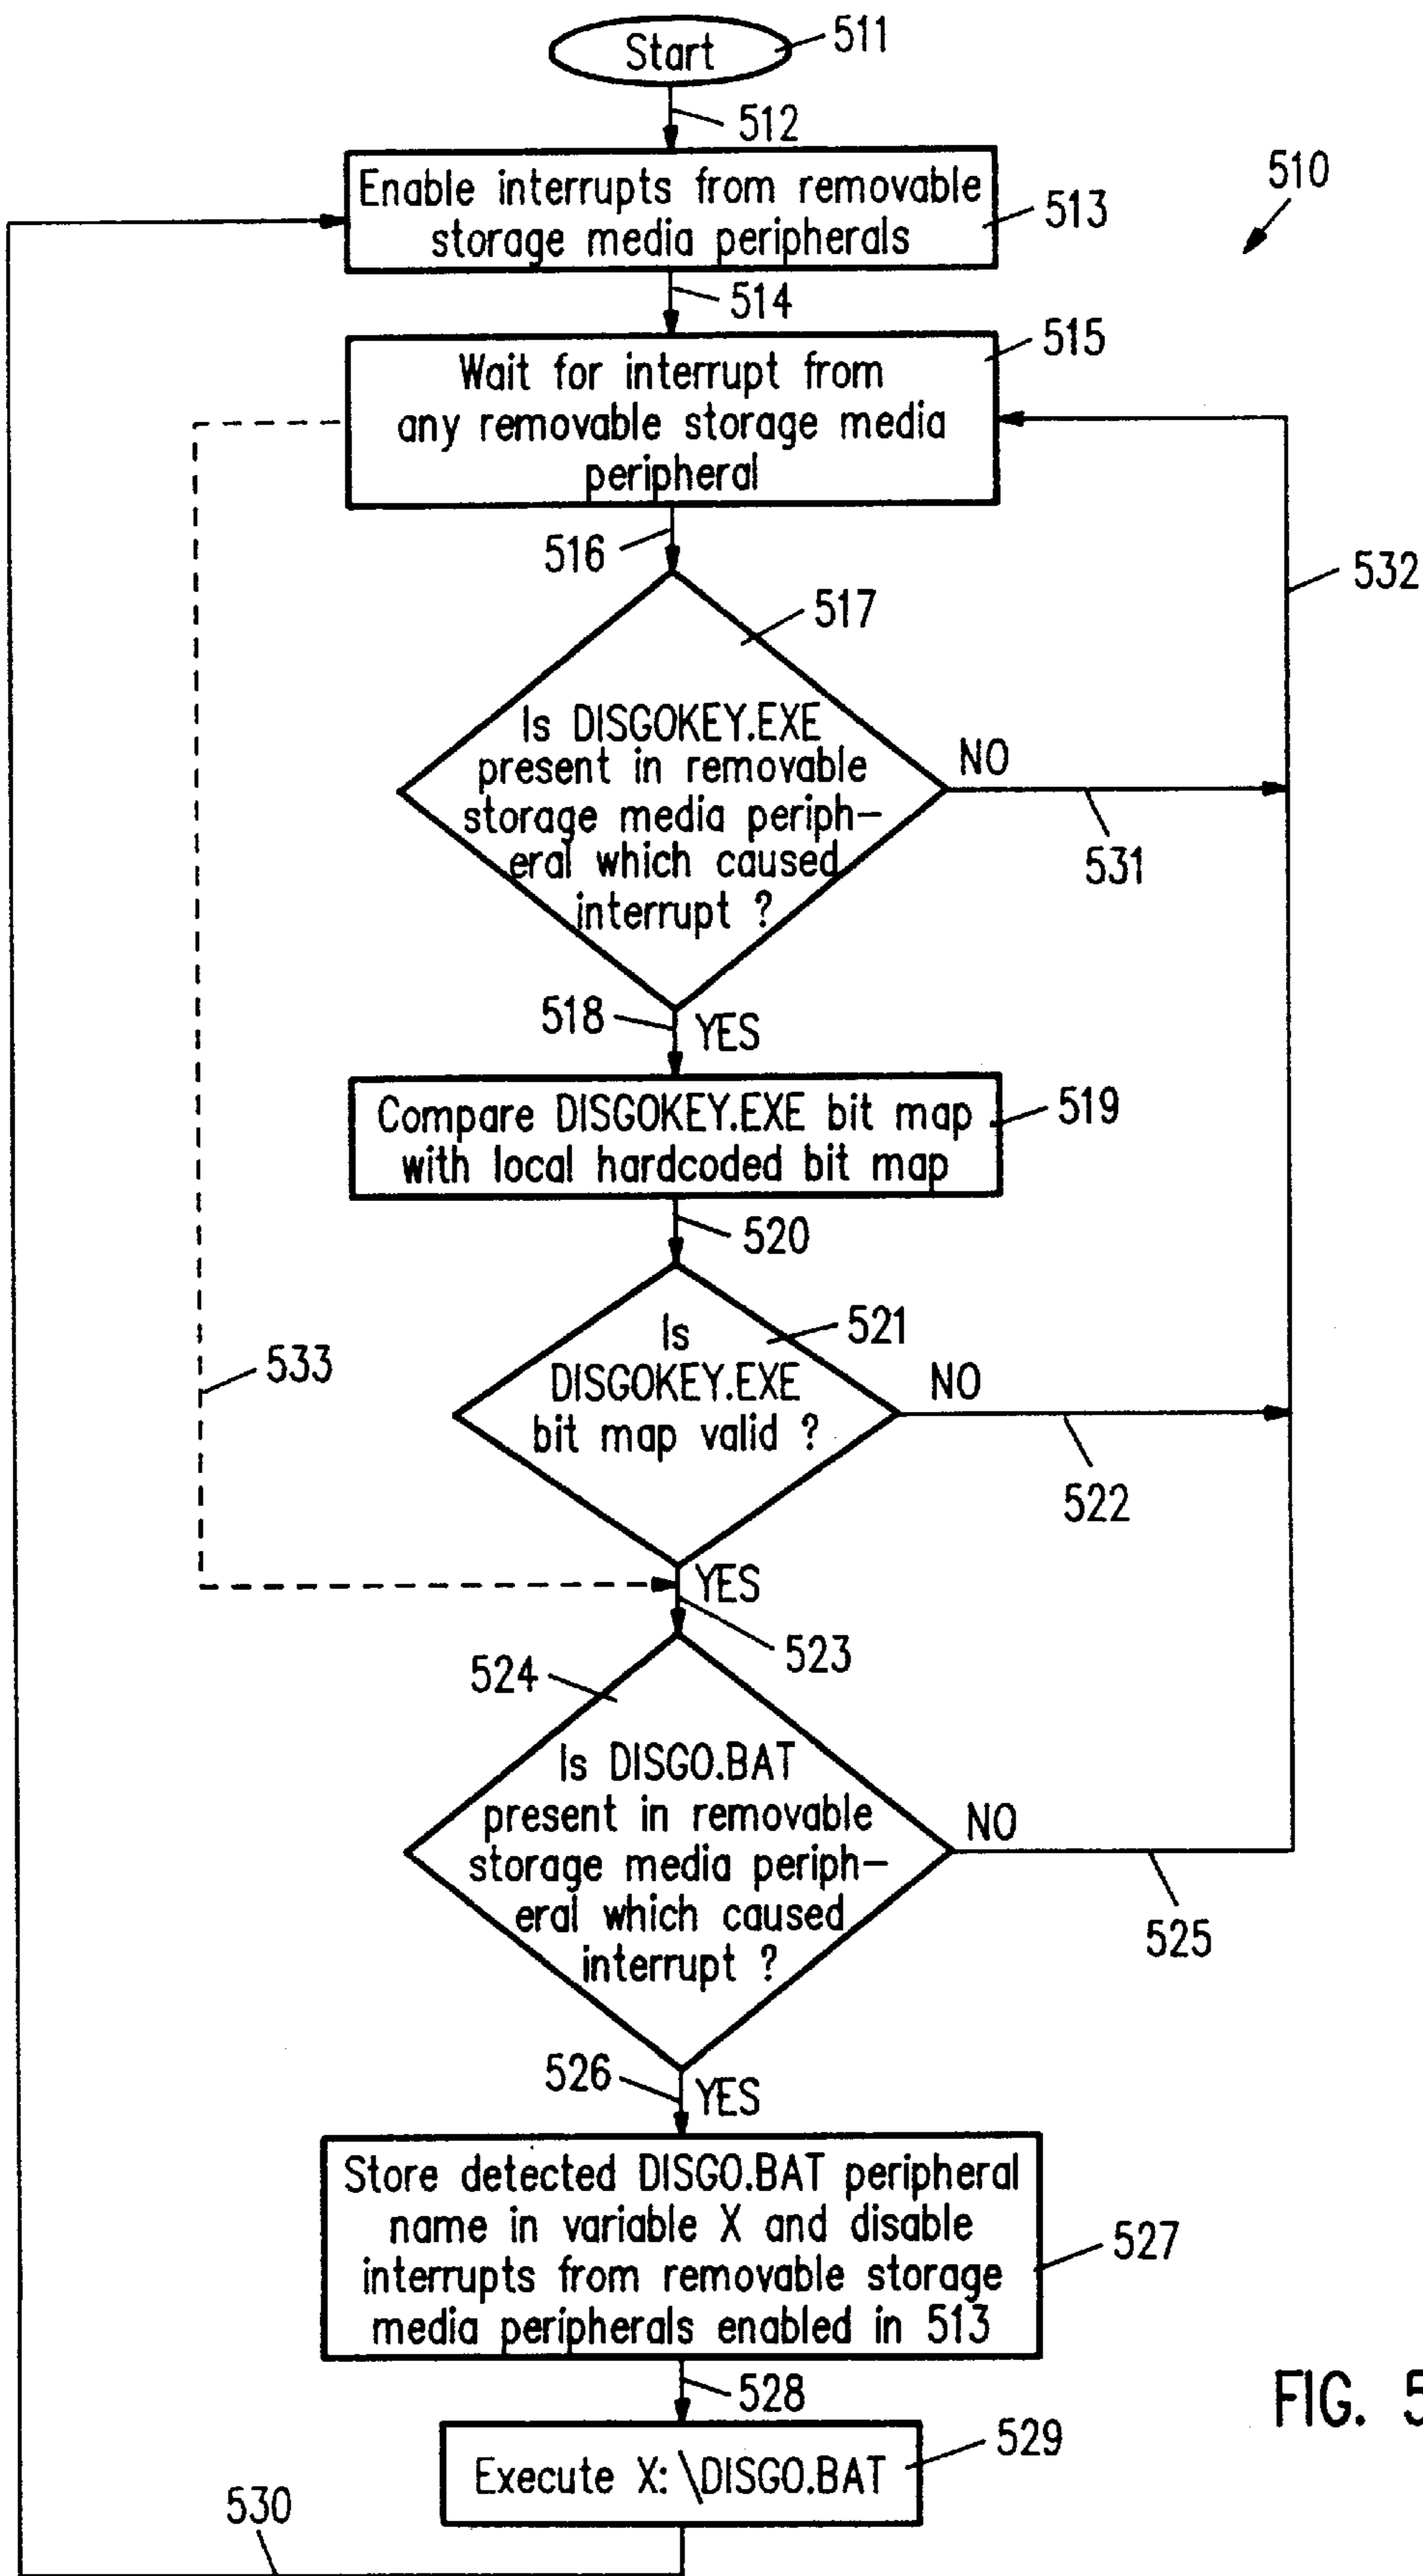 Start
511
512
Enable interrupts from removable
storage media peripherals
513
510
514
Wait for interrupt from
any removable storage media
peripheral
515
516
532
517
Is DISGOKEY.EXE
present in removable
storage media periph-
eral which caused
interrupt ?
NO
531
518
YES
Compare DISGOKEY.EXE bit map
with local hardcoded bit map
519
520
521
Is
DISGOKEY.EXE
bit map valid ?
NO
522
533
YES
523
524
Is DISGO.BAT
present in removable
storage media periph-
eral which caused
interrupt ?
NO
525
526
YES
Store detected DISGO.BAT peripheral
name in variable X and disable
interrupts from removable storage
media peripherals enabled in 513
527
528
FIG. 5
Execute X: \DISGO.BAT
529
530